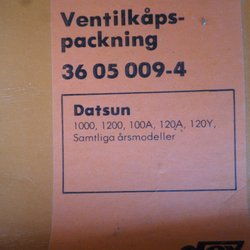 Ventilkåps-
packning
36 05 009-4
Datsun
1000, 1200, 100A, 120A, 120Y,
Samtliga årsmodeller